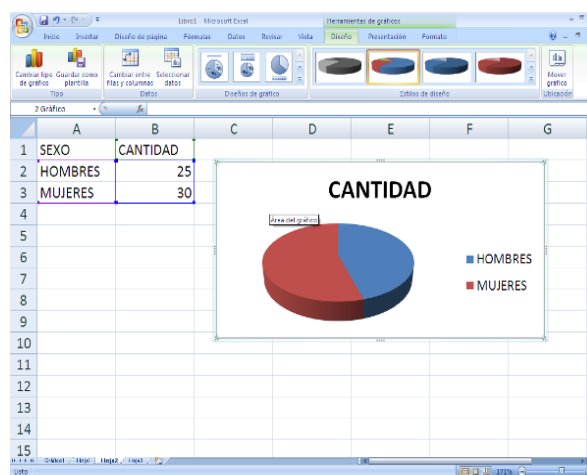 Libro1 - Microsoft Excel
Herramientas de gráficos
Inicio Insertar Diseño de página Fórmulas Datos Revisar Vista Diseño Presentación Formato
Cambiar tipo de gráfico
Guardar como plantilla
Cambiar entre filas y columnas
Seleccionar datos
Mover gráfico
Tipo Datos Diseños de gráfico Estilos de diseño Ubicación
2 Gráfico fx
A B C D E F G
1 SEXO CANTIDAD
2 HOMBRES 25
3 MUJERES 30
4
5
6
7
8
9
10
11
12
13
14
15
CANTIDAD
Área del gráfico
HOMBRES
MUJERES
Gráfico1 Hoja1 Hoja2 Hoja3
Listo 171%